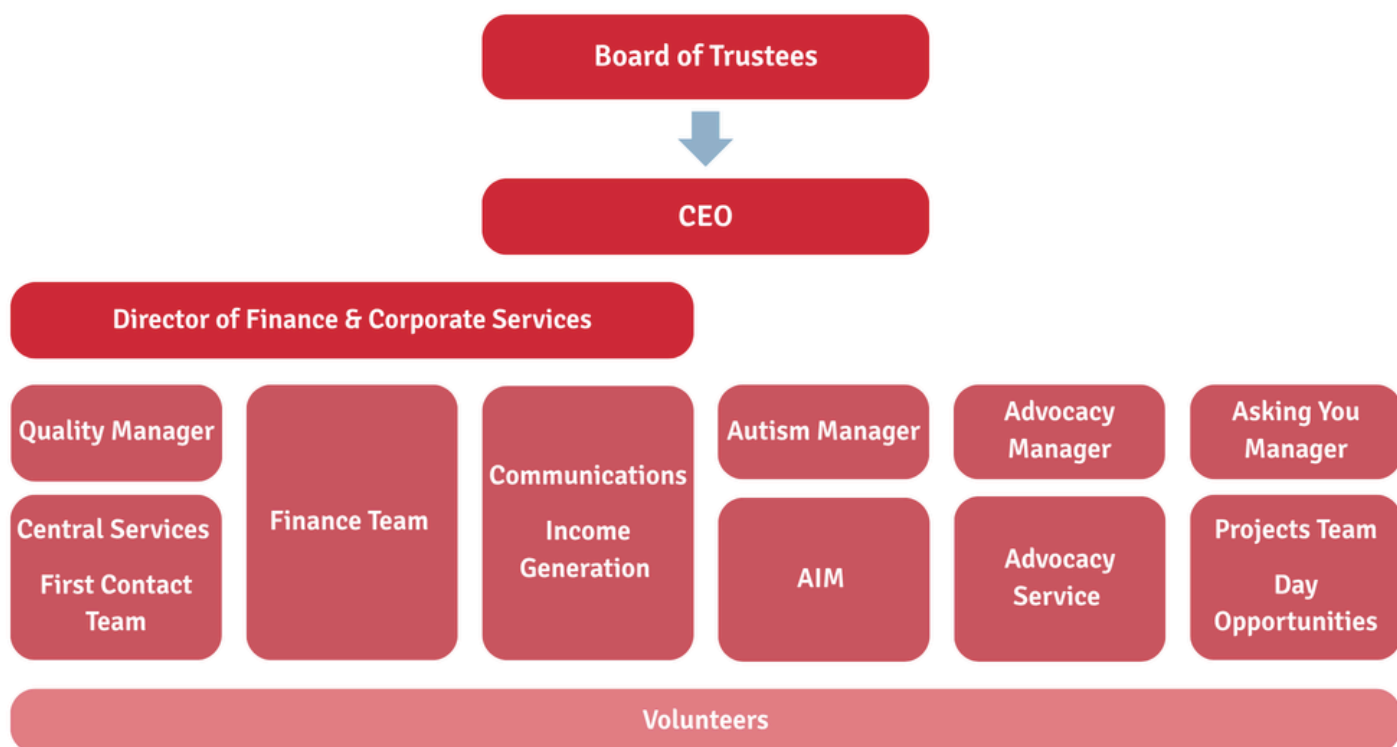 Board of Trustees
CEO
Director of Finance & Corporate Services
Quality Manager
Central Services
First Contact
Team
Finance Team
Communications
Income
Generation
Autism Manager
AIM
Advocacy
Manager
Advocacy
Service
Asking You
Manager
Projects Team
Day
Opportunities
Volunteers